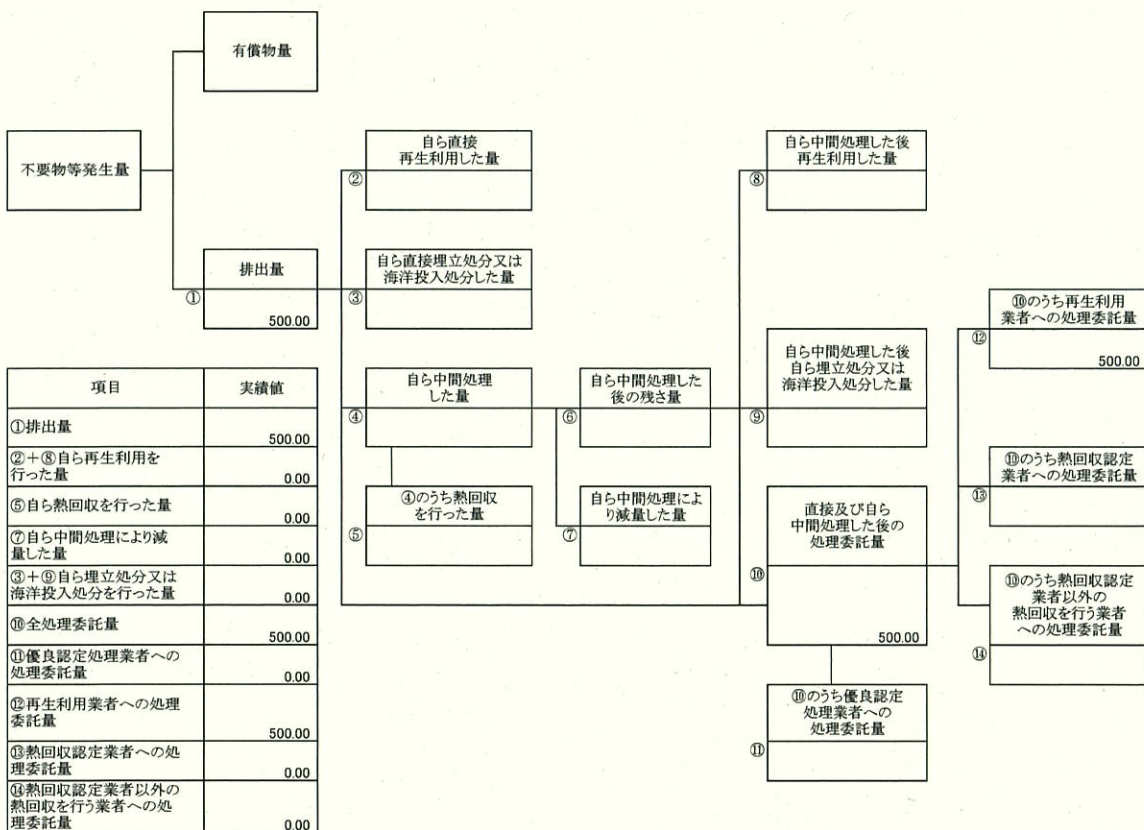 有償物量
不要物等発生量
自ら直接
再生利用した量
②
自ら中間処理した後
再生利用した量
⑧
排出量
①
500.00
自ら直接埋立処分又は
海洋投入処分した量
③
⑩のうち再生利用
業者への処理委託量
⑫
500.00
自ら中間処理
した量
④
自ら中間処理した
後の残さ量
⑥
自ら中間処理した後
自ら埋立処分又は
海洋投入処分した量
⑨
④のうち熱回収
を行った量
⑤
自ら中間処理によ
り減量した量
⑦
直接及び自ら
中間処理した後の
処理委託量
⑩
500.00
⑩のうち熱回収認定
業者への処理委託量
⑬
⑩のうち熱回収認定
業者以外の
熱回収を行う業者
への処理委託量
⑭
⑩のうち優良認定
処理業者への
処理委託量
⑪
項目 実績値
①排出量 500.00
②+⑧自ら再生利用を
行った量 0.00
⑤自ら熱回収を行った量 0.00
⑦自ら中間処理により減
量した量 0.00
③+⑨自ら埋立処分又は
海洋投入処分を行った量 0.00
⑩全処理委託量 500.00
⑪優良認定処理業者への
処理委託量 0.00
⑫再生利用業者への処理
委託量 500.00
⑬熱回収認定業者への処
理委託量 0.00
⑭熱回収認定業者以外の
熱回収を行う業者への処
理委託量 0.00